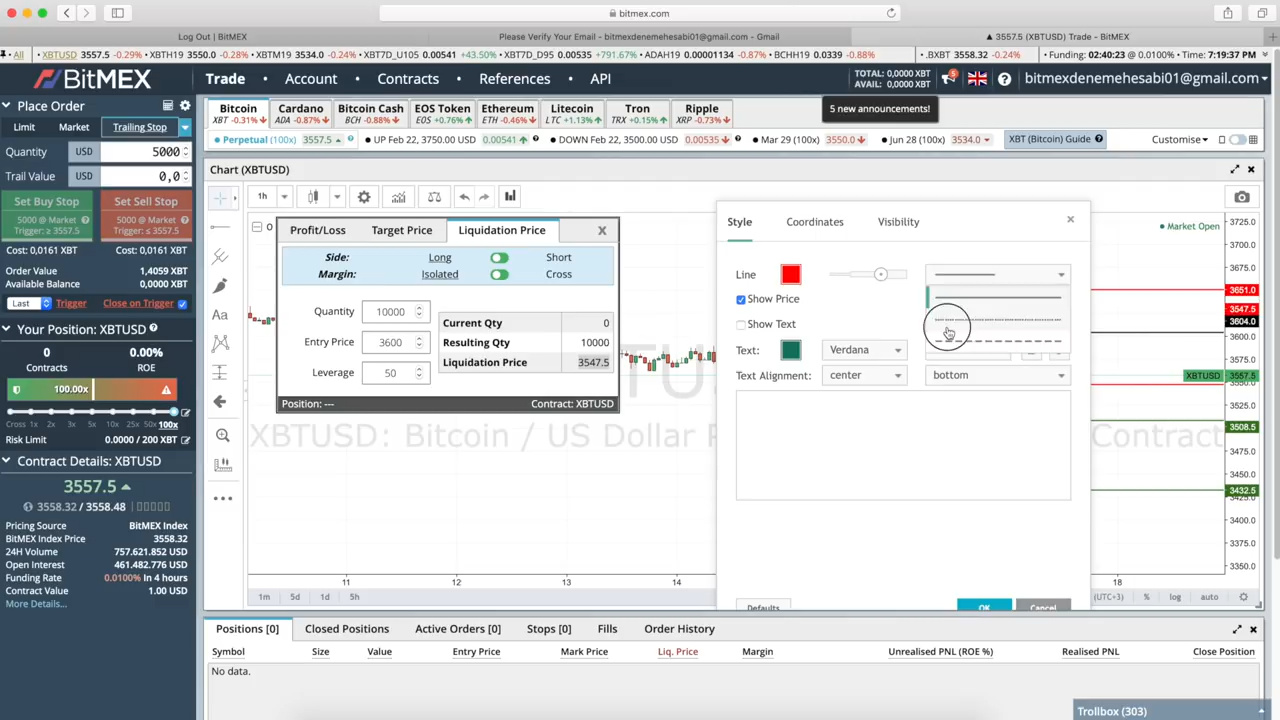 bitmex.com
Log Out | BitMEX
Please Verify Your Email - bitmexdenemehesabi01@gmail.com - Gmail
▲ 3557.5 (-0.29%) XBTUSD Trade - BitMEX
All XBTUSD 3557.5 -0.29% XBTH19 3550.0 -0.28% XBTM19 3534.0 -0.24% XBT7D_U105 0.00541 +43.50% XBT7D_D95 0.00535 +791.67% ADAH19 0.00001134 -0.87% BCHH19 0.0339 -0.88%
.BXBT 3558.32 -0.24% Funding: 02:40:23 @ 0.0100% Time: 7:19:37 PM
BitMEX
Trade • Account • Contracts • References • API
TOTAL: 0,0000 XBT
AVAIL: 0,0000 XBT
5
bitmexdenemehesabi01@gmail.com
5 new announcements!
Place Order
Limit Market Trailing Stop
Quantity USD 5000
Trail Value USD 0,0
Set Buy Stop Set Sell Stop
5000 @ Market 5000 @ Market
Trigger: ≥ 3557.5 Trigger: ≤ 3557.5
Cost: 0,0161 XBT Cost: 0,0161 XBT
Order Value 1,4059 XBT
Available Balance 0,0000 XBT
Last Trigger Close on Trigger
Your Position: XBTUSD
0 0.00%
Contracts ROE
100.00x
Cross 1x 2x 3x 5x 10x 25x 50x 100x
Risk Limit 0.0000 / 200 XBT
Contract Details: XBTUSD
3557.5
3558.32 / 3558.48
Pricing Source BitMEX Index
BitMEX Index Price 3558.32
24H Volume 757.621.852 USD
Open Interest 614.121.592 USD
Funding Rate 0.0100% In 4 hours
Contract Value 1.00 USD
More Details...
Bitcoin Cardano Bitcoin Cash EOS Token Ethereum Litecoin Tron Ripple
XBT -0.31% ADA -0.87% BCH -0.88% EOS +0.76% ETH -0.46% LTC +1.13% TRX +0.15% XRP -0.73%
Perpetual (100x) 3557.5 UP Feb 22, 3750.00 USD 0.00541 DOWN Feb 22, 3500.00 USD 0.00535 Mar 29 (100x) 3550.0 Jun 28 (100x) 3534.0
XBT (Bitcoin) Guide
Customise
Chart (XBTUSD)
1h
Market Open
Profit/Loss Target Price Liquidation Price X
Side: Long Short
Margin: Isolated Cross
Quantity 10000
Entry Price 3600
Leverage 50
Current Qty 0
Resulting Qty 10000
Liquidation Price 3547,5
Position: --- Contract: XBTUSD
XBTUSD: Bitcoin / US Dollar Contract
Style Coordinates Visibility
Line
Show Price
Show Text
Text: Verdana
Text Alignment: center bottom
Defaults OK Cancel
3725.0
3700.0
3675.0
3651.0
3547.5
3604.0
3575.0
XBTUSD 3557.5
3525.0
3508.5
3475.0
3450.0
3432.5
3400.0
3375.0
3350.0
11 12 13 14 18
1m 5d 1d 5h
(UTC+3) % log auto
Positions [0] Closed Positions Active Orders [0] Stops [0] Fills Order History
Symbol Size Value Entry Price Mark Price Liq. Price Margin Unrealised PNL (ROE %) Realised PNL Close Position
No data.
Trollbox (303)